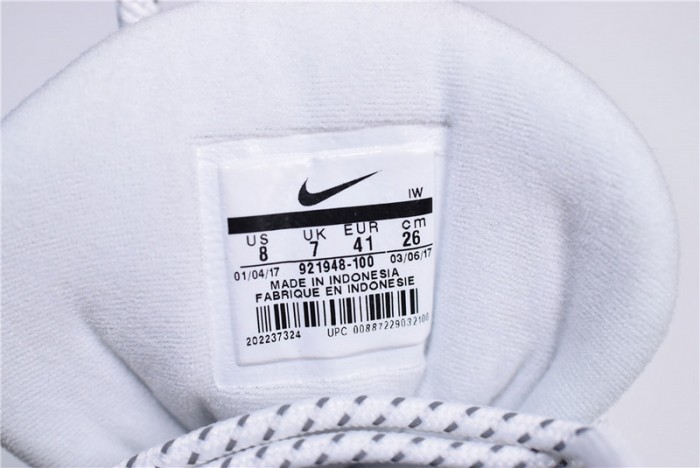 IW
US UK EUR cm
8 7 41 26
01/04/17 921948-100 03/06/17
MADE IN INDONESIA
FABRIQUE EN INDONESIE
202237324 UPC 00887229032100